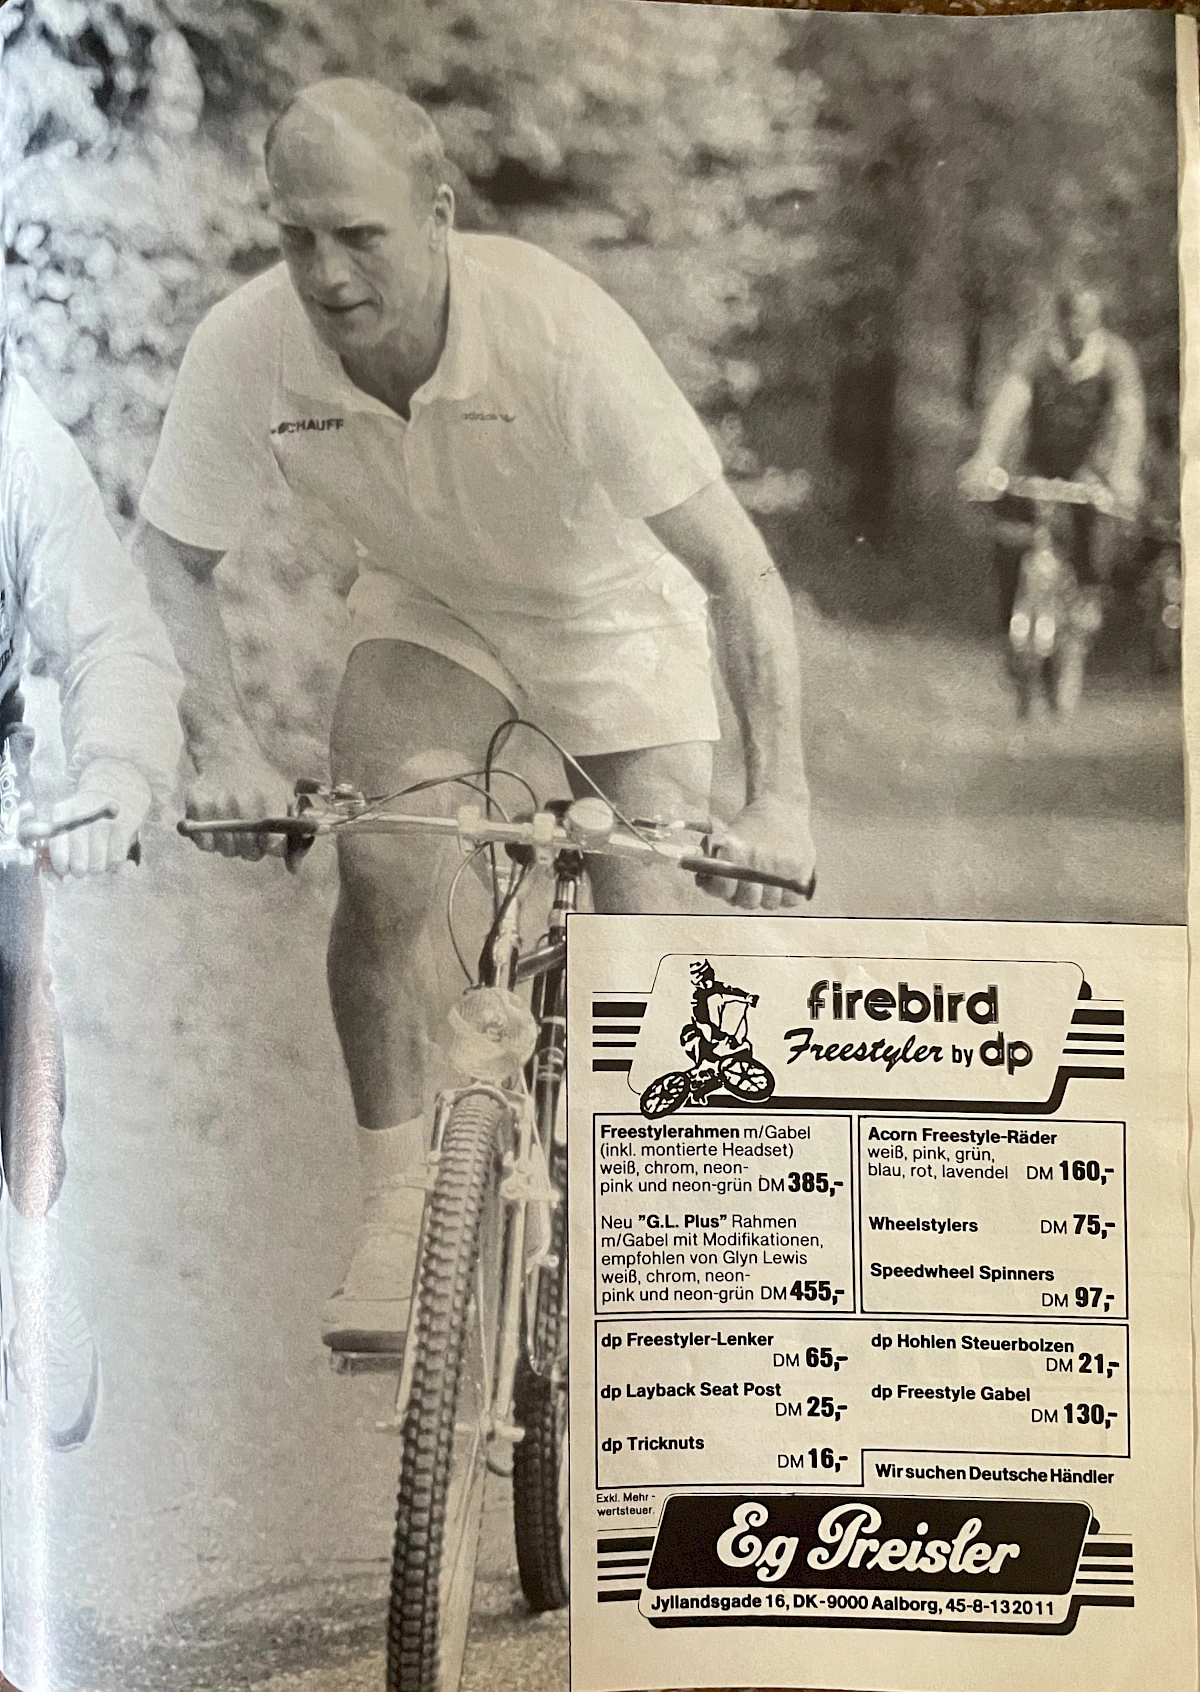 SCHAUFF
adidas
firebird
Freestyler by dp
Freestylerahmen m/Gabel
(inkl. montierte Headset)
weiß, chrom, neon-
pink und neon-grün DM 385,-
Neu "G.L. Plus" Rahmen
m/Gabel mit Modifikationen,
empfohlen von Glyn Lewis
weiß, chrom, neon-
pink und neon-grün DM 455,-
Acorn Freestyle-Räder
weiß, pink, grün,
blau, rot, lavendel DM 160,-
Wheelstylers DM 75,-
Speedwheel Spinners
DM 97,-
dp Freestyler-Lenker
DM 65,-
dp Layback Seat Post
DM 25,-
dp Tricknuts
DM 16,-
dp Hohlen Steuerbolzen
DM 21,-
dp Freestyle Gabel
DM 130,-
Wir suchen Deutsche Händler
Exkl. Mehr-
wertsteuer.
Eg Preisler
Jyllandsgade 16, DK-9000 Aalborg, 45-8-132011